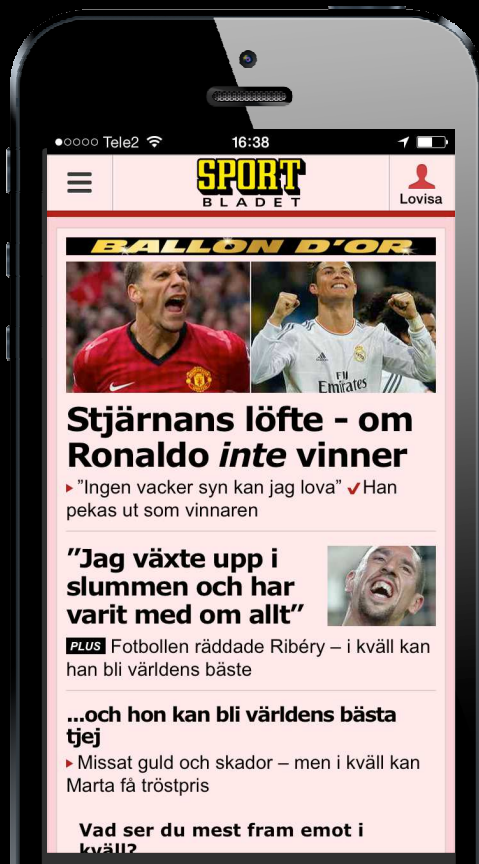 Tele2
16:38
SPORT
BLADET
Lovisa
BALLON D'OR
Fly
Emirates
Stjärnans löfte - om
Ronaldo inte vinner
”Ingen vacker syn kan jag lova” Han
pekas ut som vinnaren
”Jag växte upp i
slummen och har
varit med om allt”
PLUS Fotbollen räddade Ribéry – i kväll kan
han bli världens bäste
...och hon kan bli världens bästa
tjej
Missat guld och skador – men i kväll kan
Marta få tröstpris
Vad ser du mest fram emot i
kväll?